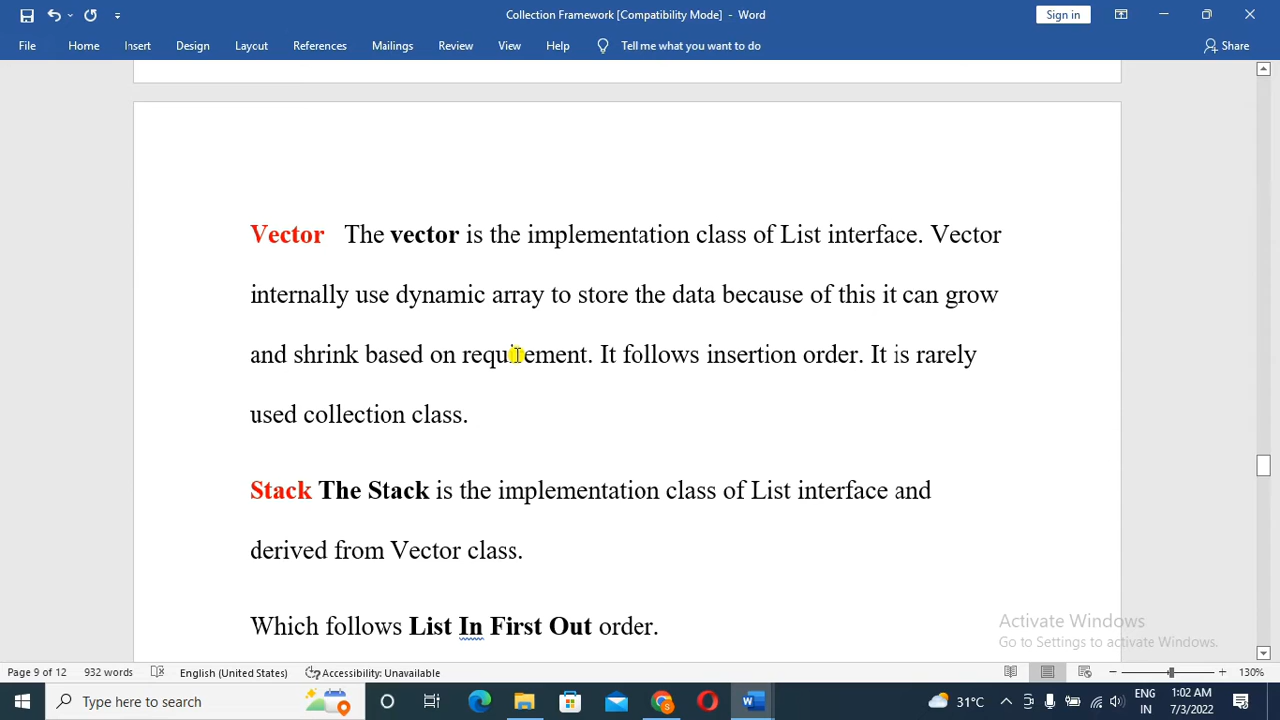 Collection Framework [Compatibility Mode] - Word
Sign in
File Home Insert Design Layout References Mailings Review View Help Tell me what you want to do Share
Vector The vector is the implementation class of List interface. Vector
internally use dynamic array to store the data because of this it can grow
and shrink based on requirement. It follows insertion order. It is rarely
used collection class.
Stack The Stack is the implementation class of List interface and
derived from Vector class.
Which follows List In First Out order.
Activate Windows
Go to Settings to activate Windows.
Page 9 of 12 932 words English (United States) Accessibility: Unavailable 130%
Type here to search
31°C
ENG
IN
1:02 AM
7/3/2022